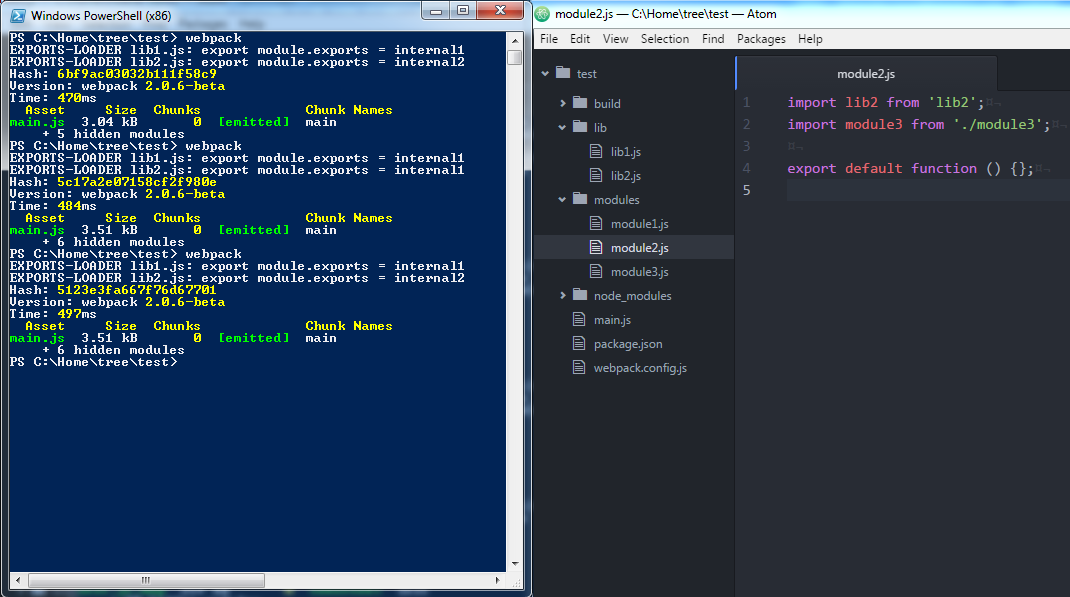 Windows PowerShell (x86)
PS C:\Home\tree\test> webpack
EXPORTS-LOADER lib1.js: export module.exports = internal1
EXPORTS-LOADER lib2.js: export module.exports = internal2
Hash: 6bf9ac03032b111f58c9
Version: webpack 2.0.6-beta
Time: 470ms
Asset Size Chunks Chunk Names
main.js 3.04 kB 0 [emitted] main
+ 5 hidden modules
PS C:\Home\tree\test> webpack
EXPORTS-LOADER lib1.js: export module.exports = internal1
EXPORTS-LOADER lib2.js: export module.exports = internal2
Hash: 5c17a2e07158cf2f980e
Version: webpack 2.0.6-beta
Time: 484ms
Asset Size Chunks Chunk Names
main.js 3.51 kB 0 [emitted] main
+ 6 hidden modules
PS C:\Home\tree\test> webpack
EXPORTS-LOADER lib1.js: export module.exports = internal1
EXPORTS-LOADER lib2.js: export module.exports = internal2
Hash: 5123e3fa667f76d67701
Version: webpack 2.0.6-beta
Time: 497ms
Asset Size Chunks Chunk Names
main.js 3.51 kB 0 [emitted] main
+ 6 hidden modules
PS C:\Home\tree\test>
module2.js — C:\Home\tree\test — Atom
File Edit View Selection Find Packages Help
test
build
lib
lib1.js
lib2.js
modules
module1.js
module2.js
module3.js
node_modules
main.js
package.json
webpack.config.js
module2.js
1 import lib2 from 'lib2';
2 import module3 from './module3';
3
4 export default function () {};
5